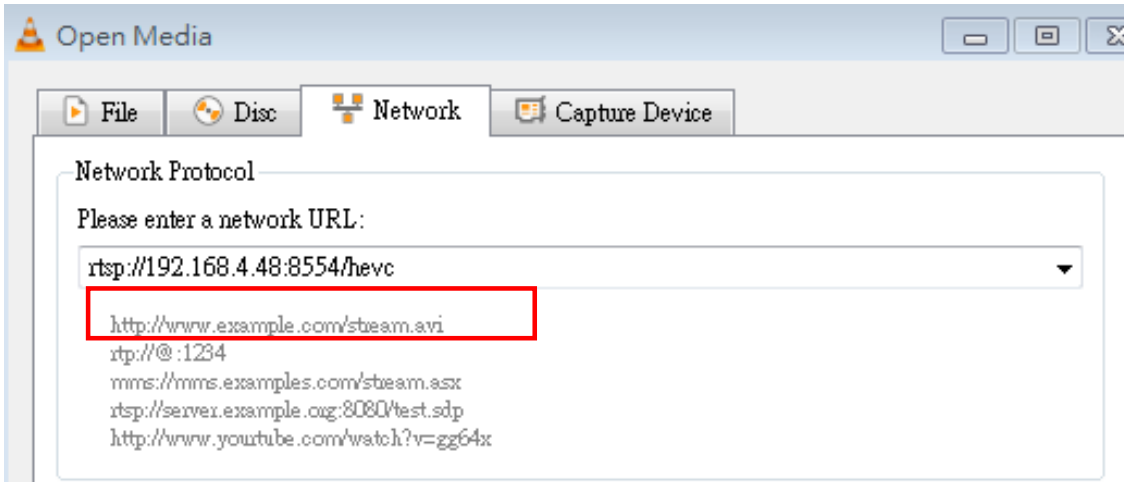 Open Media
File Disc Network Capture Device
Network Protocol
Please enter a network URL:
rtsp://192.168.4.48:8554/hevc
http://www.example.com/stream.avi
rtp://@:1234
mms://mms.examples.com/stream.asx
rtsp://server.example.org:8080/test.sdp
http://www.yourtube.com/watch?v=gg64x